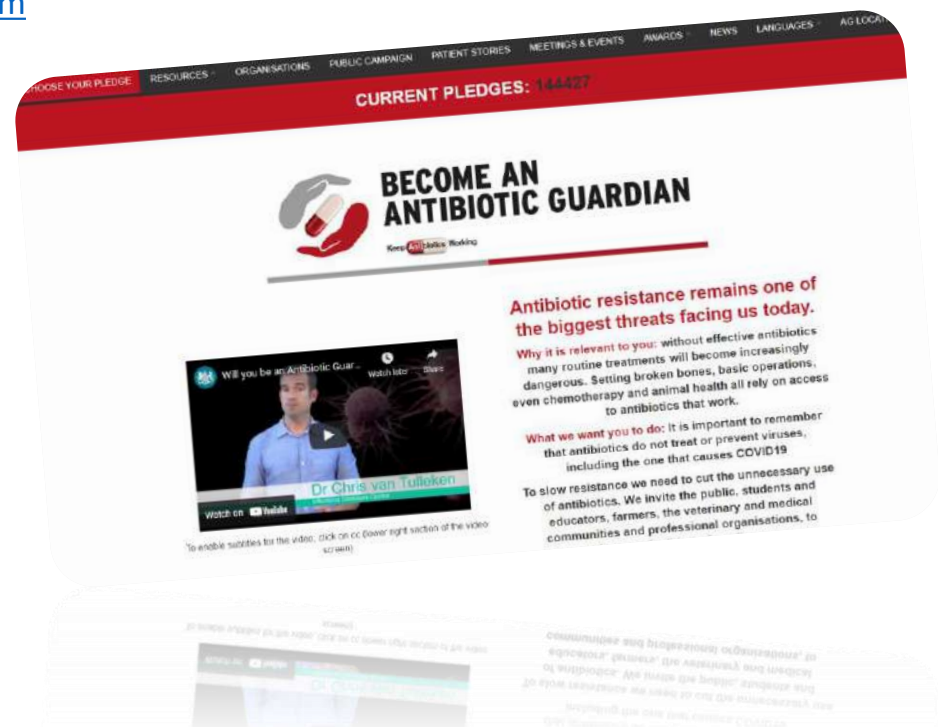 m
CHOOSE YOUR PLEDGE RESOURCES ORGANISATIONS PUBLIC CAMPAIGN PATIENT STORIES MEETINGS & EVENTS AWARDS NEWS LANGUAGES AG LOCAT
CURRENT PLEDGES: 144427
BECOME AN
ANTIBIOTIC GUARDIAN
Keep Antibiotics Working
Antibiotic resistance remains one of
the biggest threats facing us today.
Why it is relevant to you: without effective antibiotics
many routine treatments will become increasingly
dangerous. Setting broken bones, basic operations,
even chemotherapy and animal health all rely on access
to antibiotics that work.
What we want you to do: It is important to remember
that antibiotics do not treat or prevent viruses,
including the one that causes COVID19
To slow resistance we need to cut the unnecessary use
of antibiotics. We invite the public, students and
educators, farmers, the veterinary and medical
communities and professional organisations, to
Will you be an Antibiotic Guar...
Watch later Share
Dr Chris van Tulleken
Watch on YouTube
To enable subtitles for the video, click on cc (lower right section of the video
screen)